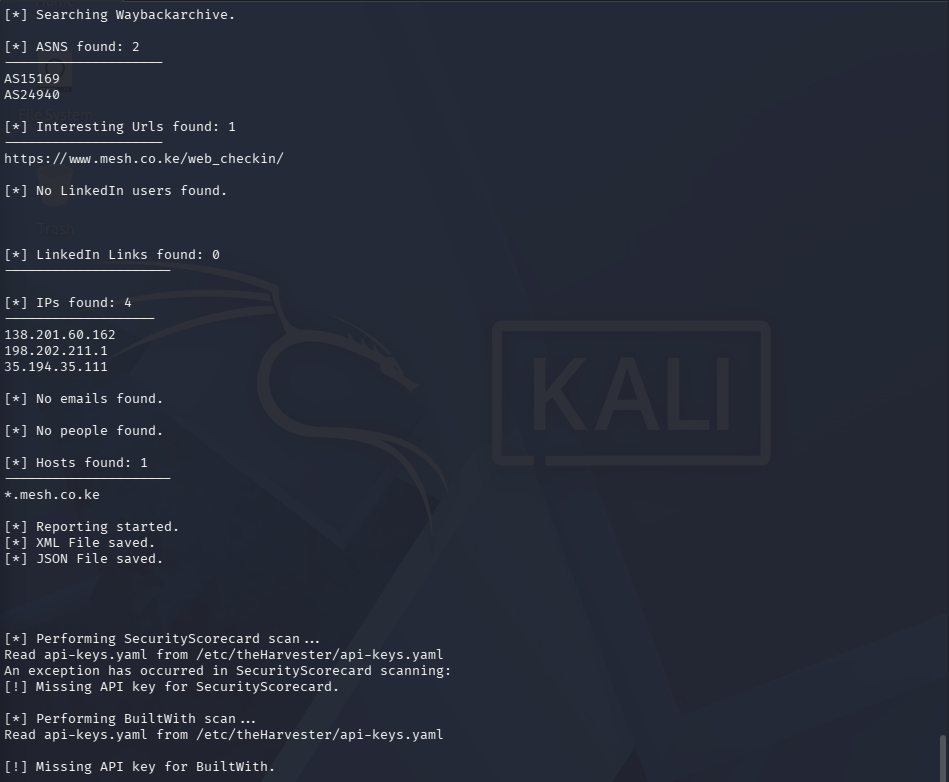 [*] Searching Waybackarchive.
[*] ASNS found: 2
AS15169
AS24940
[*] Interesting Urls found: 1
https://www.mesh.co.ke/web_checkin/
[*] No LinkedIn users found.
Trash
[*] LinkedIn Links found: 0
[*] IPs found: 4
138.201.60.162
198.202.211.1
35.194.35.111
[*] No emails found.
KALI
[*] No people found.
[*] Hosts found: 1
*.mesh.co.ke
[*] Reporting started.
[*] XML File saved.
[*] JSON File saved.
[*] Performing SecurityScorecard scan...
Read api-keys.yaml from /etc/theHarvester/api-keys.yaml
An exception has occurred in SecurityScorecard scanning:
[!] Missing API key for SecurityScorecard.
[*] Performing BuiltWith scan...
Read api-keys.yaml from /etc/theHarvester/api-keys.yaml
[!] Missing API key for BuiltWith.